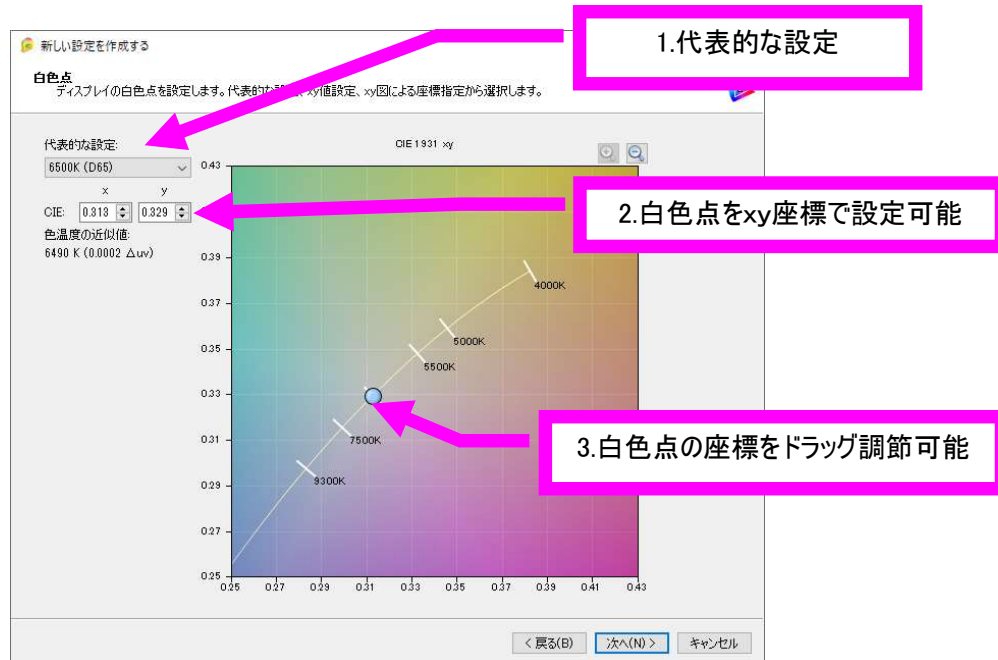 新しい設定を作成する
1.代表的な設定
白色点
ディスプレイの白色点を設定します。代表的な設定、xy値設定、xy図による座標指定から選択します。
代表的な設定:
6500K (D65)
x y
CIE: 0.313 0.329
色温度の近似値:
6490 K (0.0002 Δuv)
CIE 1931 xy
2.白色点をxy座標で設定可能
3.白色点の座標をドラッグ調節可能
0.43
0.39
0.37
0.35
0.33
0.31
0.29
0.27
0.25
4000K
5000K
5500K
7500K
9300K
0.25 0.27 0.29 0.31 0.33 0.35 0.37 0.39 0.41 0.43
< 戻る(B) 次へ(N) > キャンセル